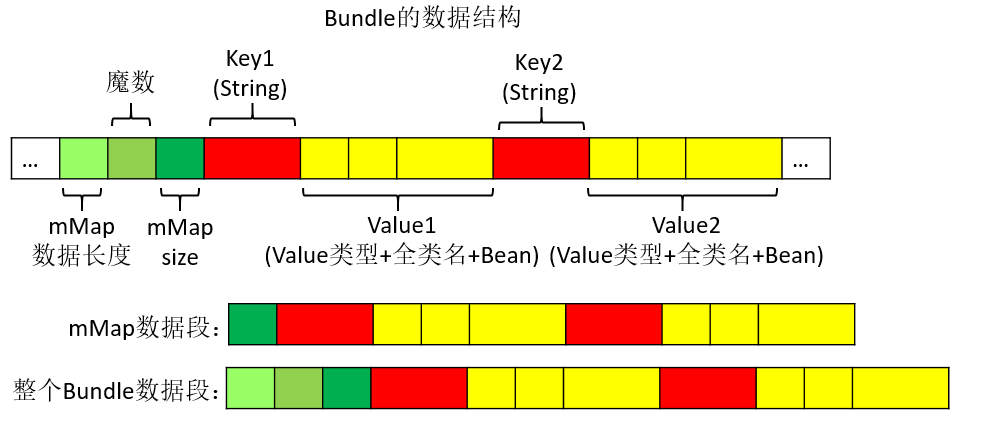 Bundle的数据结构
Key1
(String)
Key2
(String)
魔数
...
...
mMap
数据长度
mMap
size
Value1
(Value类型+全类名+Bean)
Value2
(Value类型+全类名+Bean)
mMap数据段：
整个Bundle数据段：